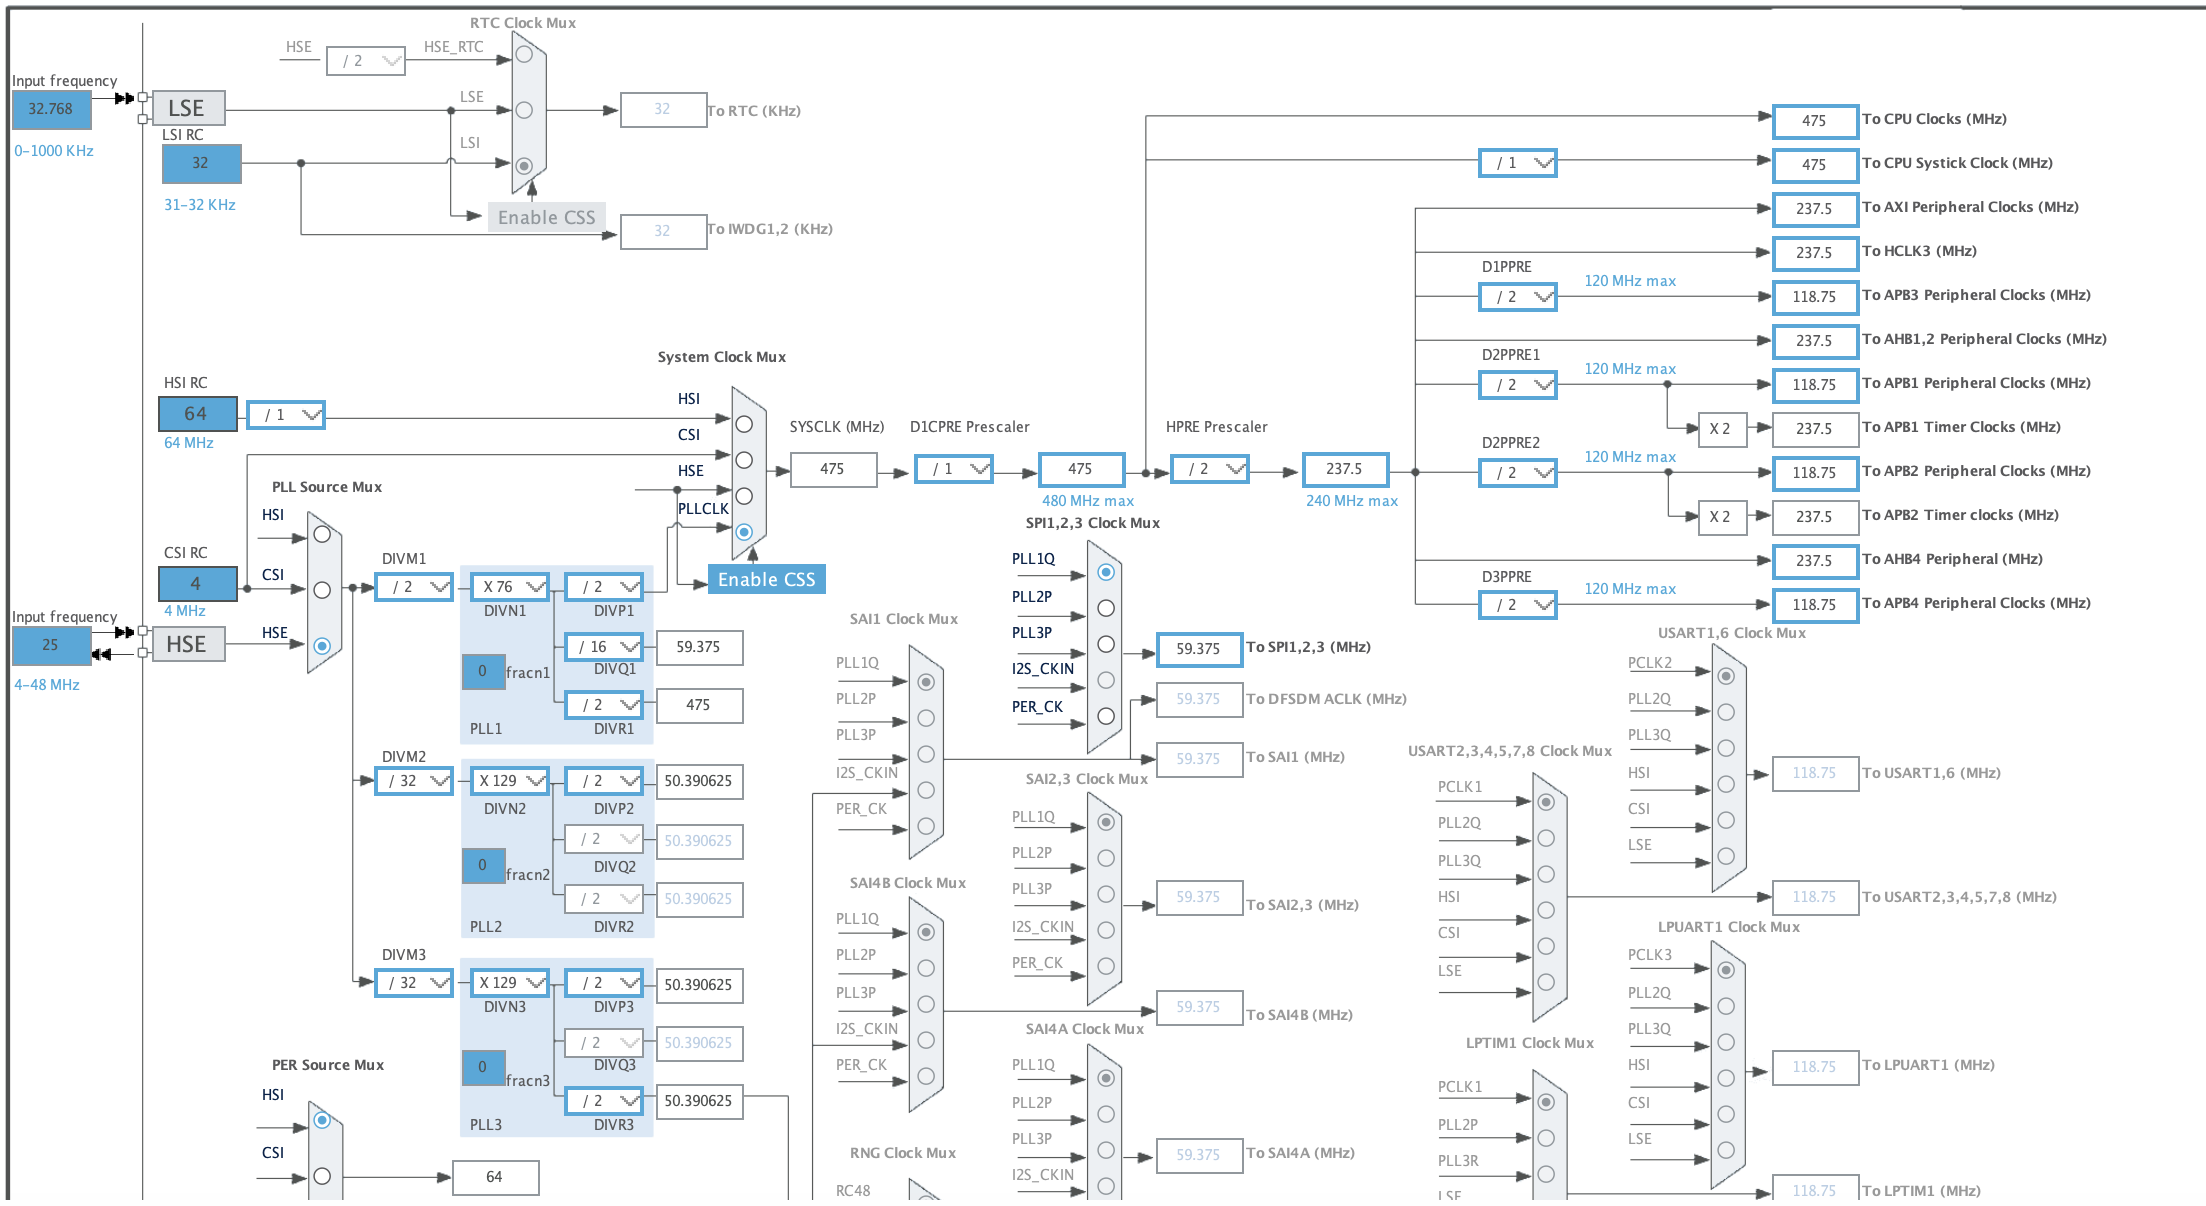 RTC Clock Mux
HSE
/ 2
HSE_RTC
Input frequency
32.768
0-1000 KHz
LSE
LSE
32
To RTC (KHz)
LSI RC
32
31-32 KHz
LSI
Enable CSS
32
To IWDG1,2 (KHz)
475
To CPU Clocks (MHz)
/ 1
475
To CPU Systick Clock (MHz)
237.5
To AXI Peripheral Clocks (MHz)
237.5
To HCLK3 (MHz)
D1PPRE
/ 2
120 MHz max
118.75
To APB3 Peripheral Clocks (MHz)
237.5
To AHB1,2 Peripheral Clocks (MHz)
D2PPRE1
/ 2
120 MHz max
118.75
To APB1 Peripheral Clocks (MHz)
X 2
237.5
To APB1 Timer Clocks (MHz)
D2PPRE2
/ 2
120 MHz max
118.75
To APB2 Peripheral Clocks (MHz)
X 2
237.5
To APB2 Timer clocks (MHz)
237.5
To AHB4 Peripheral (MHz)
D3PPRE
/ 2
120 MHz max
118.75
To APB4 Peripheral Clocks (MHz)
System Clock Mux
HSI RC
64
64 MHz
/ 1
HSI
CSI
HSE
PLLCLK
Enable CSS
SYSCLK (MHz)
475
D1CPRE Prescaler
/ 1
475
480 MHz max
HPRE Prescaler
/ 2
237.5
240 MHz max
PLL Source Mux
HSI
CSI RC
4
4 MHz
CSI
Input frequency
25
4-48 MHz
HSE
HSE
DIVM1
/ 2
X 76
DIVN1
/ 2
DIVP1
/ 16
59.375
DIVQ1
0
fracn1
/ 2
475
DIVR1
PLL1
DIVM2
/ 32
X 129
DIVN2
/ 2
50.390625
DIVP2
/ 2
50.390625
DIVQ2
0
fracn2
/ 2
50.390625
DIVR2
PLL2
DIVM3
/ 32
X 129
DIVN3
/ 2
50.390625
DIVP3
/ 2
50.390625
DIVQ3
0
fracn3
/ 2
50.390625
DIVR3
PLL3
PER Source Mux
HSI
CSI
64
SPI1,2,3 Clock Mux
PLL1Q
PLL2P
PLL3P
I2S_CKIN
PER_CK
59.375
To SPI1,2,3 (MHz)
59.375
To DFSDM ACLK (MHz)
SAI1 Clock Mux
PLL1Q
PLL2P
PLL3P
I2S_CKIN
PER_CK
59.375
To SAI1 (MHz)
SAI2,3 Clock Mux
PLL1Q
PLL2P
PLL3P
I2S_CKIN
PER_CK
59.375
To SAI2,3 (MHz)
SAI4B Clock Mux
PLL1Q
PLL2P
PLL3P
I2S_CKIN
PER_CK
59.375
To SAI4B (MHz)
SAI4A Clock Mux
PLL1Q
PLL2P
PLL3P
I2S_CKIN
59.375
To SAI4A (MHz)
RNG Clock Mux
RC48
USART1,6 Clock Mux
PCLK2
PLL2Q
PLL3Q
HSI
CSI
LSE
118.75
To USART1,6 (MHz)
USART2,3,4,5,7,8 Clock Mux
PCLK1
PLL2Q
PLL3Q
HSI
CSI
LSE
118.75
To USART2,3,4,5,7,8 (MHz)
LPUART1 Clock Mux
PCLK3
PLL2Q
PLL3Q
HSI
CSI
LSE
118.75
To LPUART1 (MHz)
LPTIM1 Clock Mux
PCLK1
PLL2P
PLL3R
LSE
118.75
To LPTIM1 (MHz)